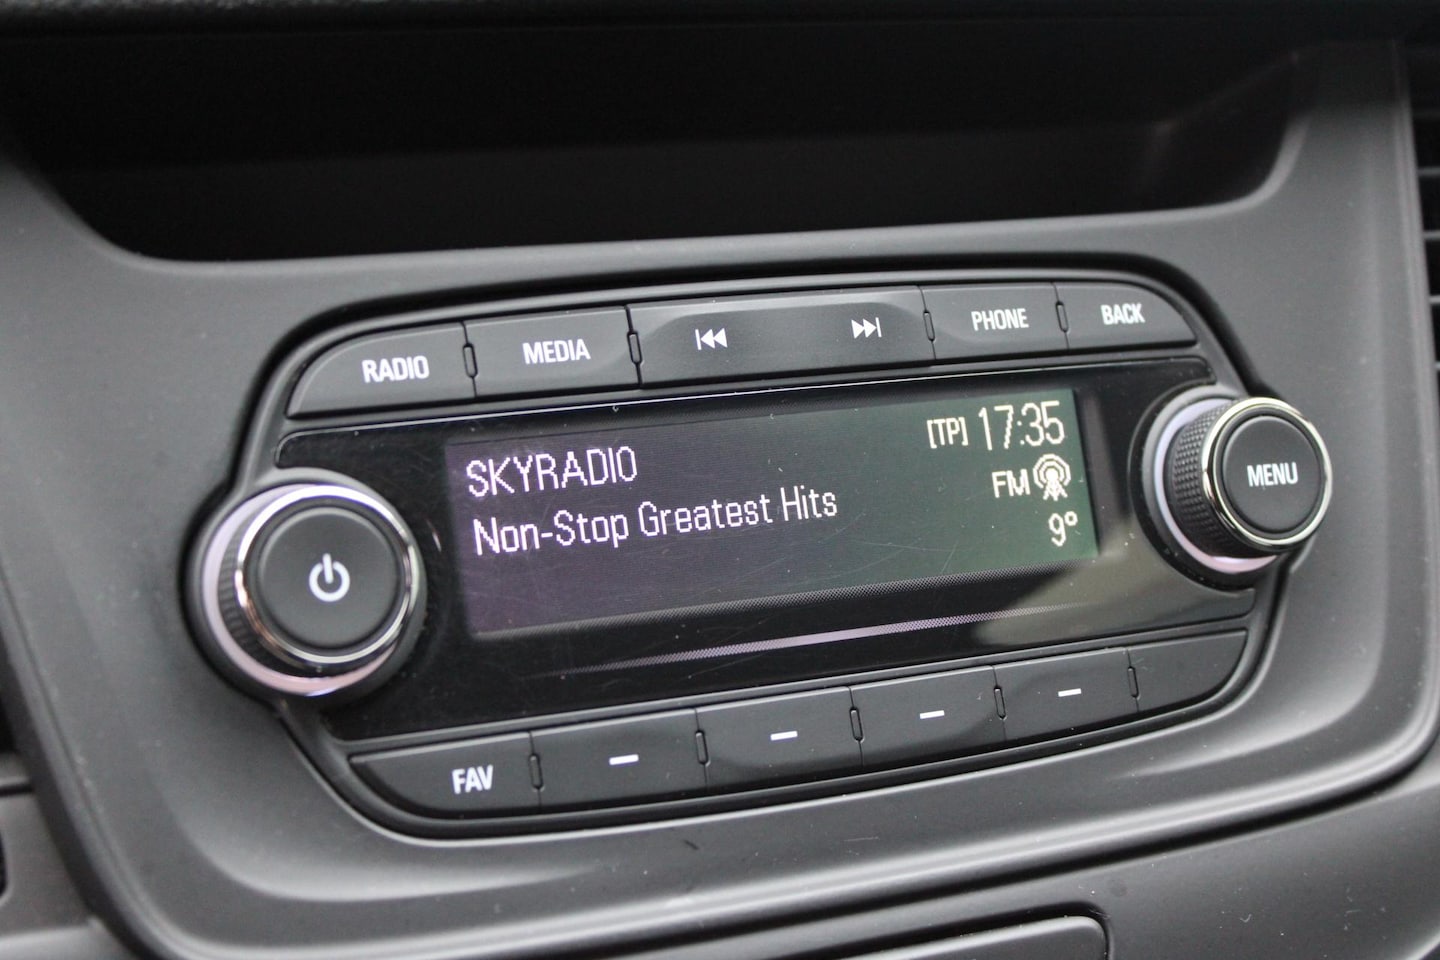 RADIO MEDIA PHONE BACK
SKYRADIO [TP] 17:35
Non-Stop Greatest Hits FM
9°
MENU
FAV